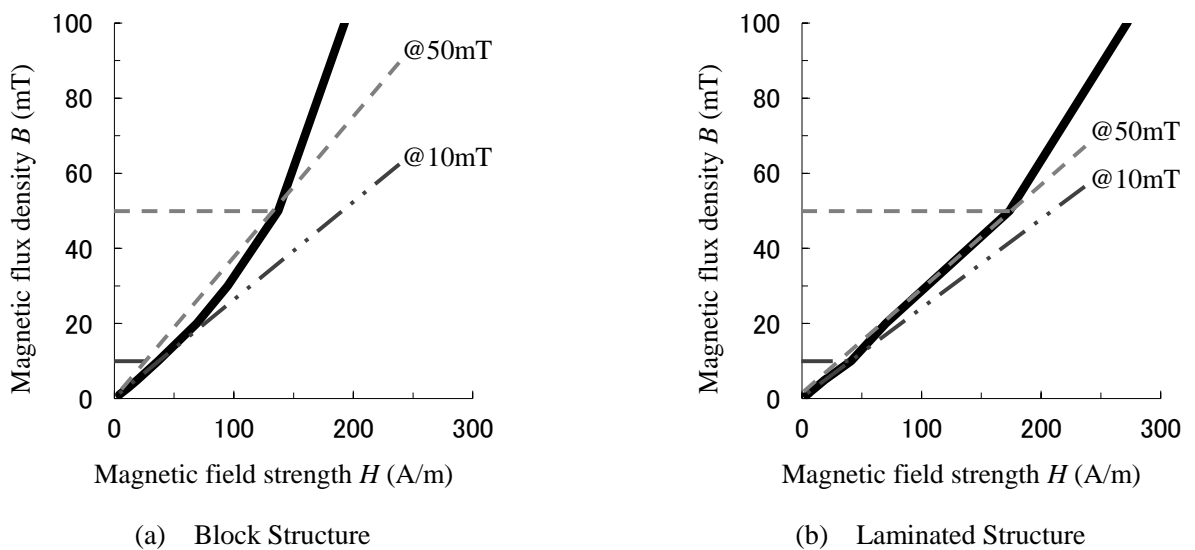 Magnetic flux density B (mT)
100
80
60
40
20
0
@50mT
@10mT
0 100 200 300
Magnetic field strength H (A/m)
(a) Block Structure
Magnetic flux density B (mT)
100
80
60
40
20
0
@50mT
@10mT
0 100 200 300
Magnetic field strength H (A/m)
(b) Laminated Structure